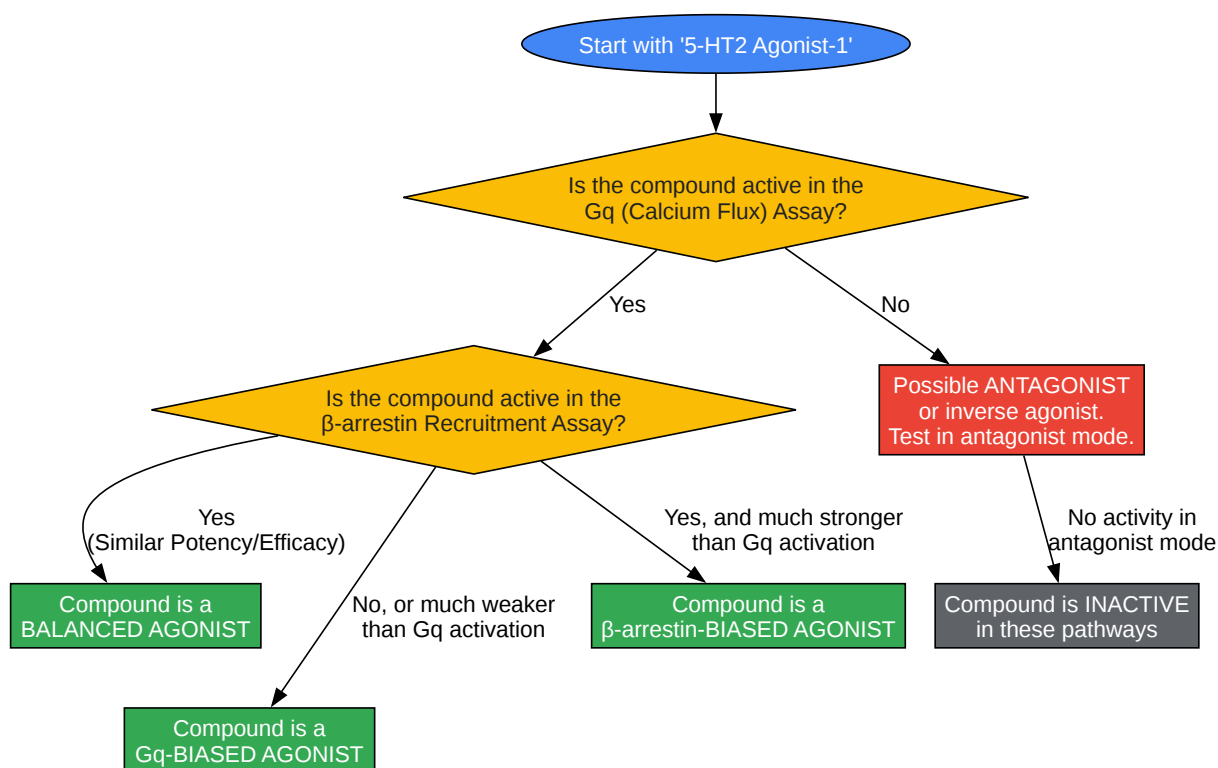 Start with '5-HT2 Agonist-1'
Is the compound active in the
Gq (Calcium Flux) Assay?
Yes
No
Is the compound active in the
β-arrestin Recruitment Assay?
Possible ANTAGONIST
or inverse agonist.
Test in antagonist mode.
Yes
(Similar Potency/Efficacy)
Yes, and much stronger
than Gq activation
No activity in
antagonist mode
Compound is a
BALANCED AGONIST
No, or much weaker
than Gq activation
Compound is a
β-arrestin-BIASED AGONIST
Compound is INACTIVE
in these pathways
Compound is a
Gq-BIASED AGONIST